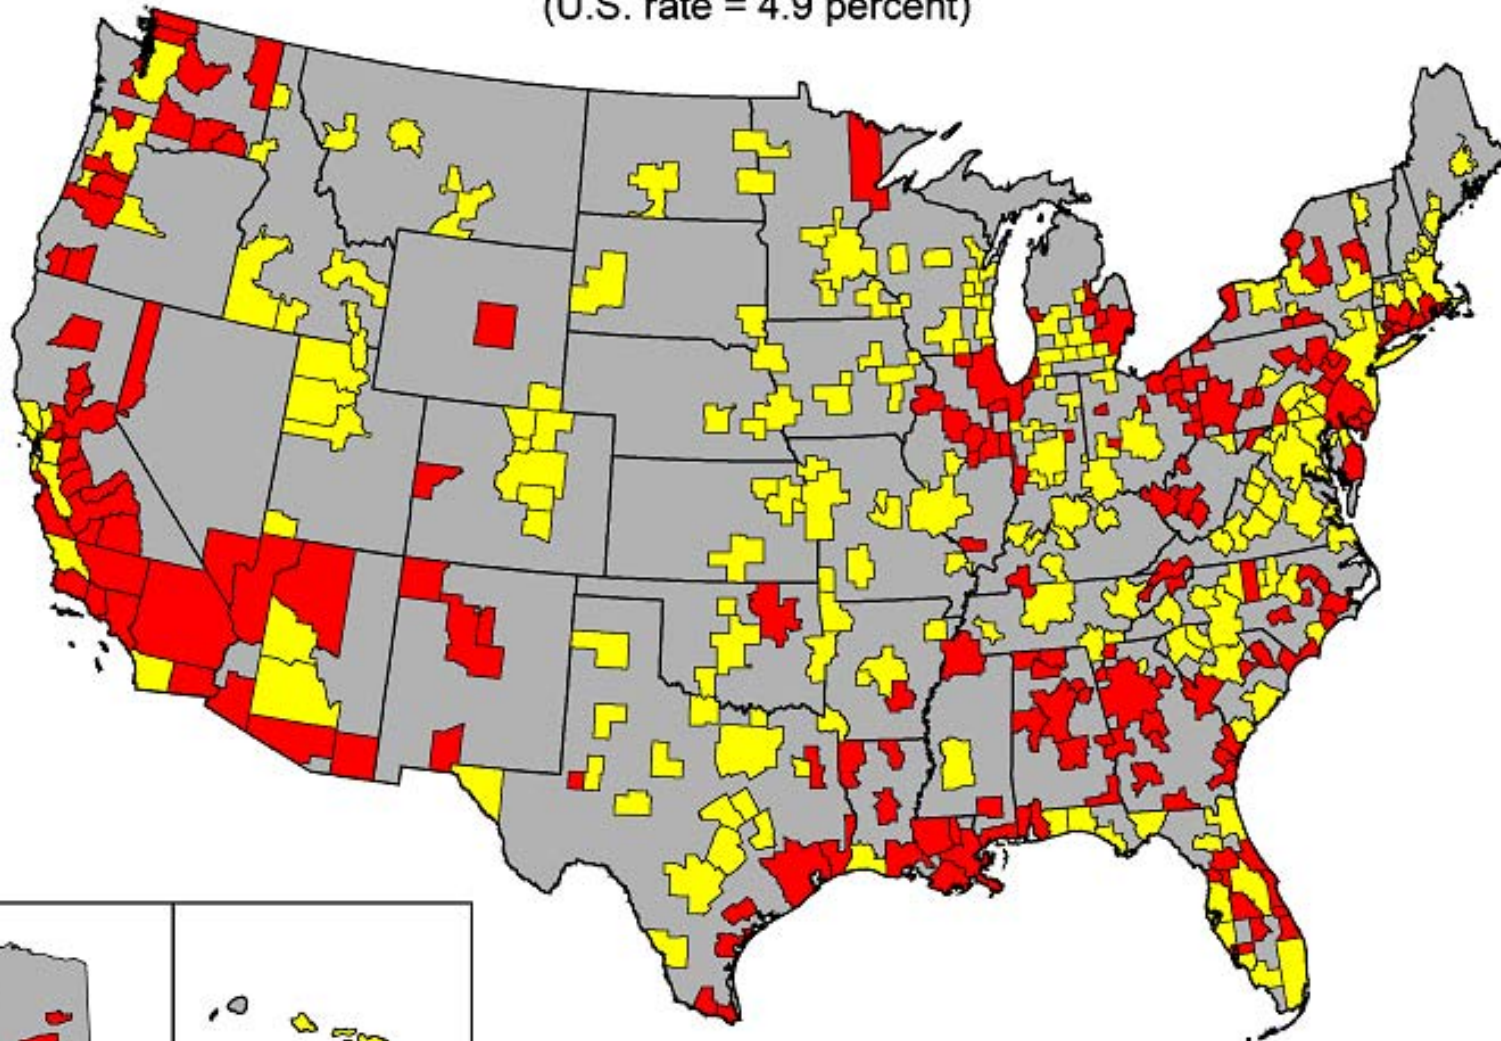 (U.S. rate = 4.9 percent)